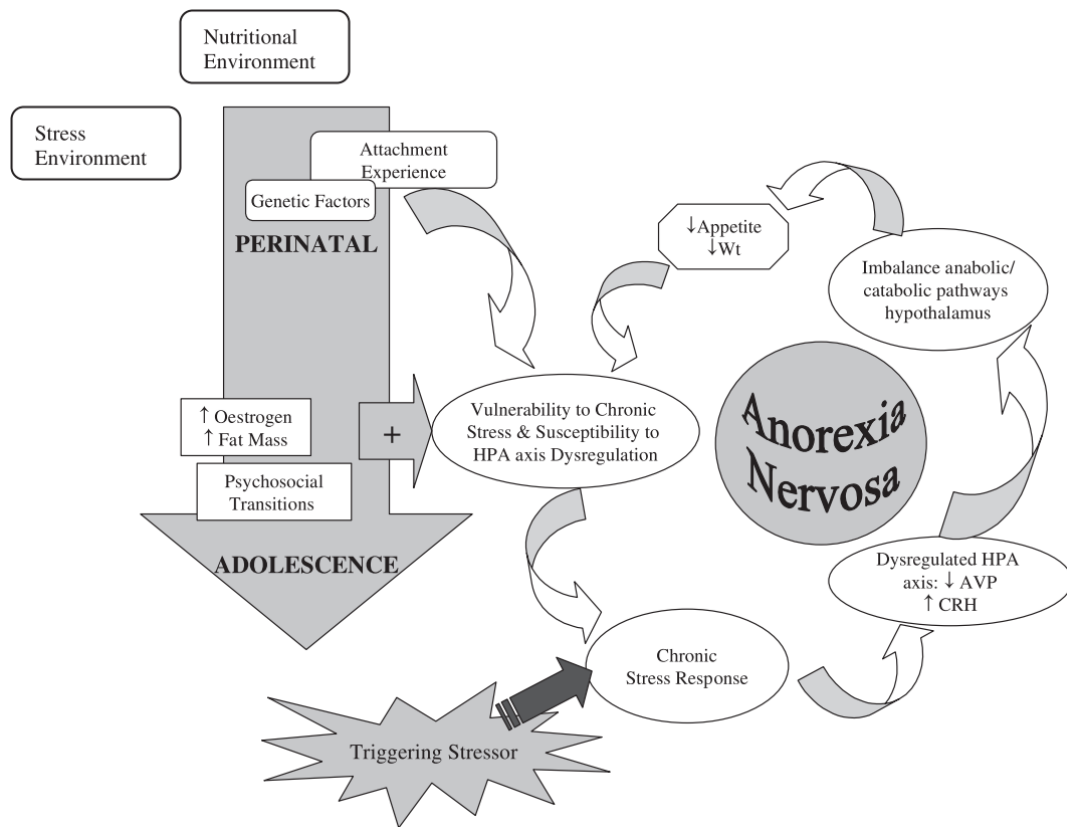 Nutritional
Environment
Stress
Environment
Attachment
Experience
Genetic Factors
PERINATAL
↓Appetite
↓Wt
Imbalance anabolic/
catabolic pathways
hypothalamus
↑ Oestrogen
↑ Fat Mass
+
Vulnerability to Chronic
Stress & Susceptibility to
HPA axis Dysregulation
Anorexia
Nervosa
Psychosocial
Transitions
ADOLESCENCE
Dysregulated HPA
axis: ↓ AVP
↑ CRH
Chronic
Stress Response
Triggering Stressor